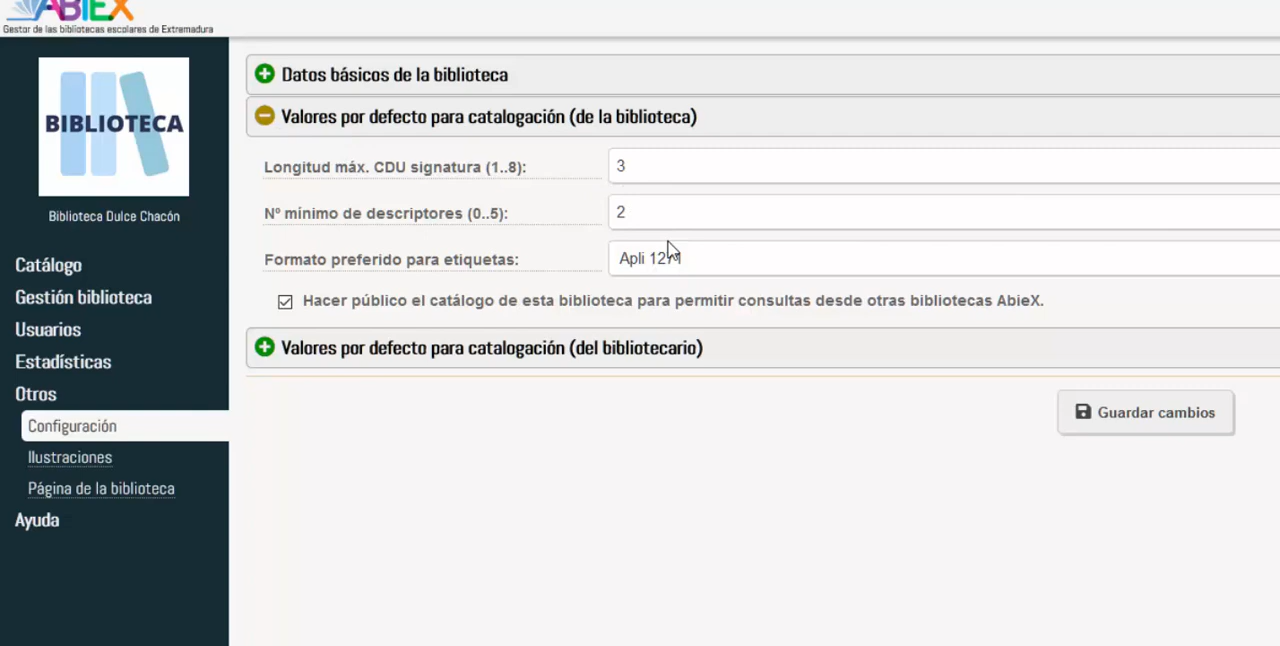 ABIEX
Gestor de las bibliotecas escolares de Extremadura
BIBLIOTECA
Biblioteca Dulce Chacón
Catálogo
Gestión biblioteca
Usuarios
Estadísticas
Otros
Configuración
Ilustraciones
Página de la biblioteca
Ayuda
Datos básicos de la biblioteca
Valores por defecto para catalogación (de la biblioteca)
Longitud máx. CDU signatura (1..8): 3
Nº mínimo de descriptores (0..5): 2
Formato preferido para etiquetas: Apli
Hacer público el catálogo de esta biblioteca para permitir consultas desde otras bibliotecas AbieX.
Valores por defecto para catalogación (del bibliotecario)
Guardar cambios